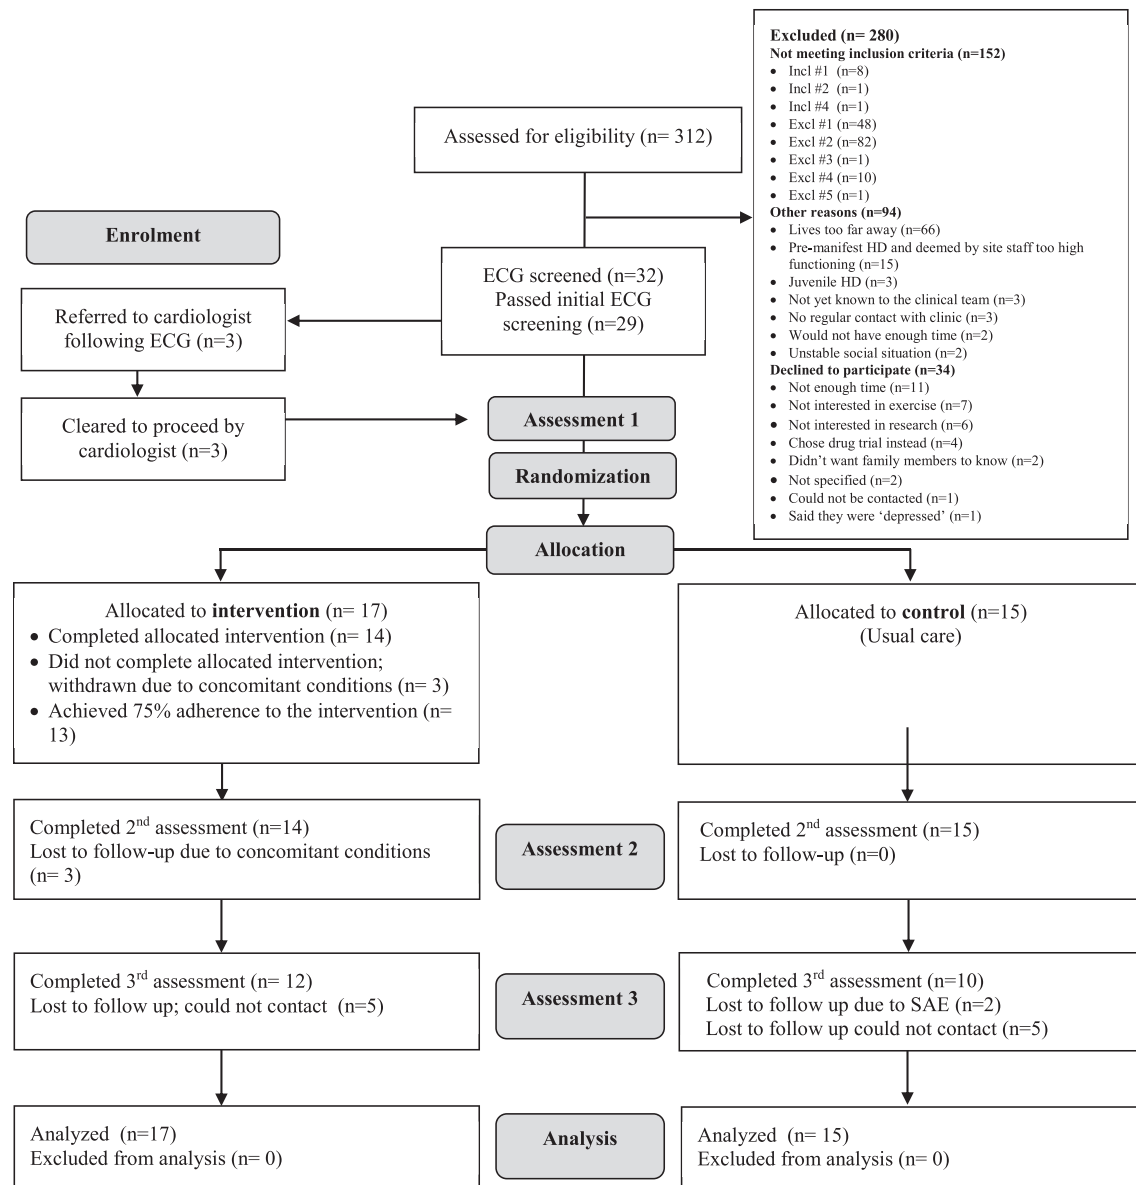 Assessed for eligibility (n= 312)
Excluded (n= 280)
Not meeting inclusion criteria (n=152)
• Incl #1 (n=8)
• Incl #2 (n=1)
• Incl #4 (n=1)
• Excl #1 (n=48)
• Excl #2 (n=82)
• Excl #3 (n=1)
• Excl #4 (n=10)
• Excl #5 (n=1)
Other reasons (n=94)
• Lives too far away (n=66)
• Pre-manifest HD and deemed by site staff too high
functioning (n=15)
• Juvenile HD (n=3)
• Not yet known to the clinical team (n=3)
• No regular contact with clinic (n=3)
• Would not have enough time (n=2)
• Unstable social situation (n=2)
Declined to participate (n=34)
• Not enough time (n=11)
• Not interested in exercise (n=7)
• Not interested in research (n=6)
• Chose drug trial instead (n=4)
• Didn't want family members to know (n=2)
• Not specified (n=2)
• Could not be contacted (n=1)
• Said they were 'depressed' (n=1)
Enrolment
ECG screened (n=32)
Passed initial ECG
screening (n=29)
Referred to cardiologist
following ECG (n=3)
Cleared to proceed by
cardiologist (n=3)
Assessment 1
Randomization
Allocation
Allocated to intervention (n= 17)
• Completed allocated intervention (n= 14)
• Did not complete allocated intervention;
withdrawn due to concomitant conditions (n= 3)
• Achieved 75% adherence to the intervention (n=
13)
Allocated to control (n=15)
(Usual care)
Completed 2nd assessment (n=14)
Lost to follow-up due to concomitant conditions
(n= 3)
Assessment 2
Completed 2nd assessment (n=15)
Lost to follow-up (n=0)
Completed 3rd assessment (n= 12)
Lost to follow up; could not contact (n=5)
Assessment 3
Completed 3rd assessment (n=10)
Lost to follow up due to SAE (n=2)
Lost to follow up could not contact (n=5)
Analyzed (n=17)
Excluded from analysis (n= 0)
Analysis
Analyzed (n= 15)
Excluded from analysis (n= 0)